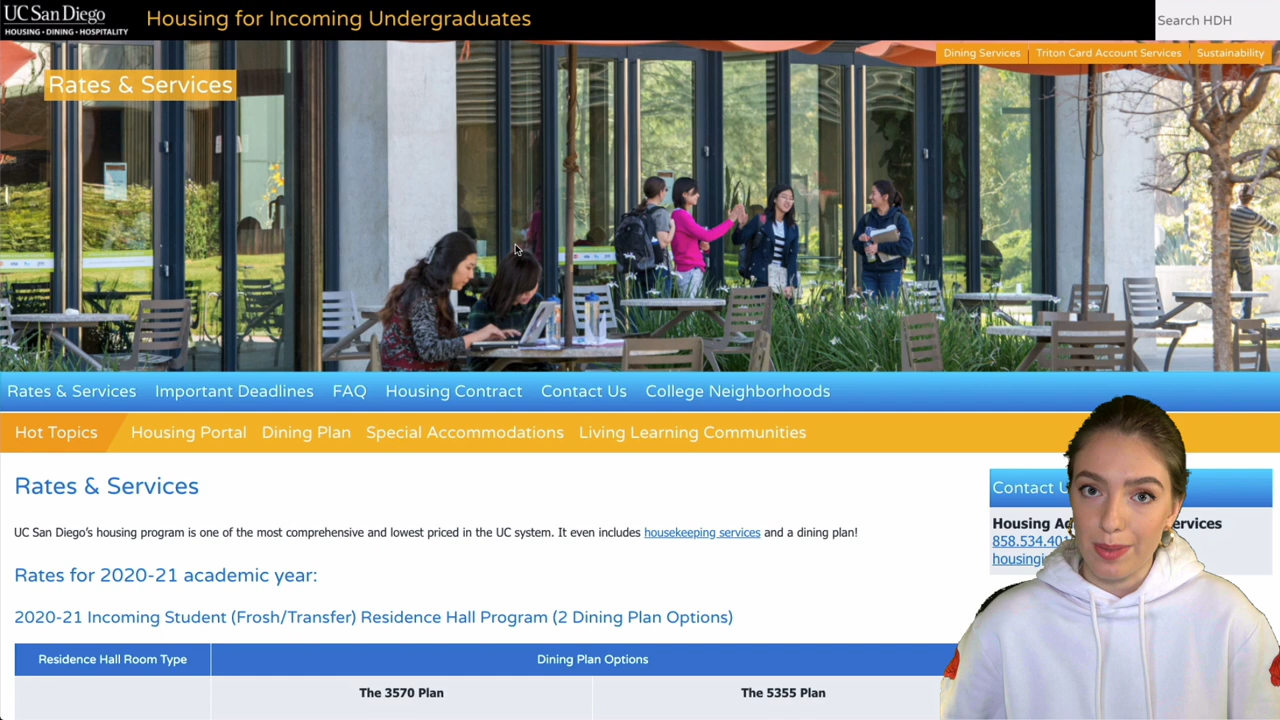 UC San Diego
HOUSING • DINING • HOSPITALITY
Housing for Incoming Undergraduates
Search HDH
Dining Services
Triton Card Account Services
Sustainability
Rates & Services
Rates & Services
Important Deadlines
FAQ
Housing Contract
Contact Us
College Neighborhoods
Hot Topics
Housing Portal
Dining Plan
Special Accommodations
Living Learning Communities
Rates & Services
UC San Diego's housing program is one of the most comprehensive and lowest priced in the UC system. It even includes housekeeping services and a dining plan!
Rates for 2020-21 academic year:
2020-21 Incoming Student (Frosh/Transfer) Residence Hall Program (2 Dining Plan Options)
Residence Hall Room Type
Dining Plan Options
The 3570 Plan
The 5355 Plan
Contact
Housing
858.534.401